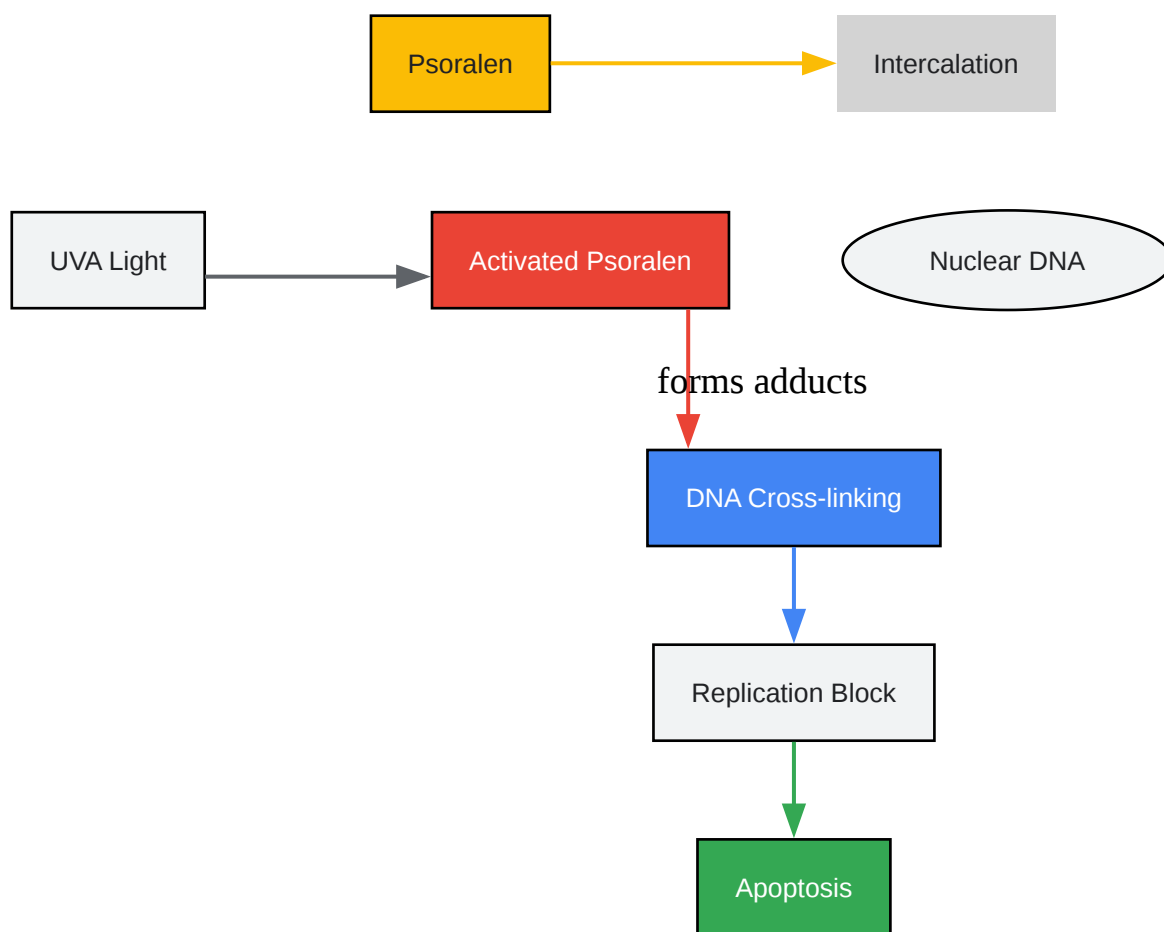 Psoralen
Intercalation
UVA Light
Activated Psoralen
Nuclear DNA
forms adducts
DNA Cross-linking
Replication Block
Apoptosis